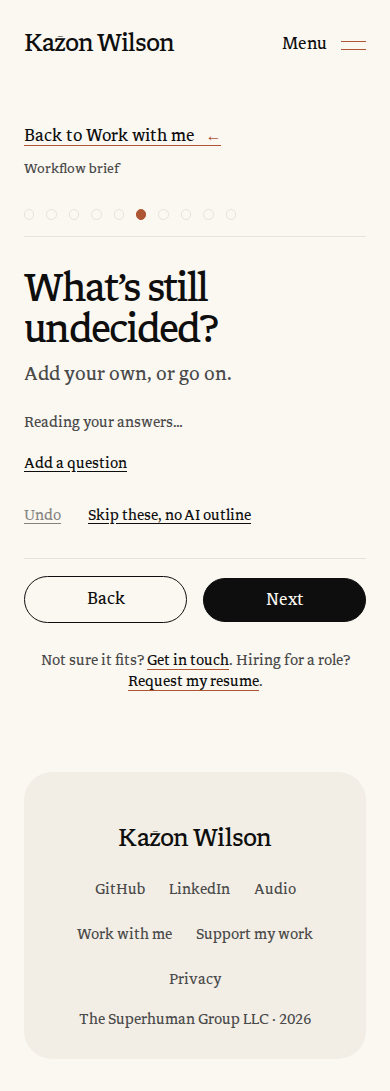 Kazon Wilson
Menu
Back to Work with me ←
Workflow brief
What's still
undecided?
Add your own, or go on.
Reading your answers...
Add a question
Undo
Skip these, no AI outline
Back
Next
Not sure it fits? Get in touch. Hiring for a role?
Request my resume.
Kazon Wilson
GitHub LinkedIn Audio
Work with me Support my work
Privacy
The Superhuman Group LLC · 2026